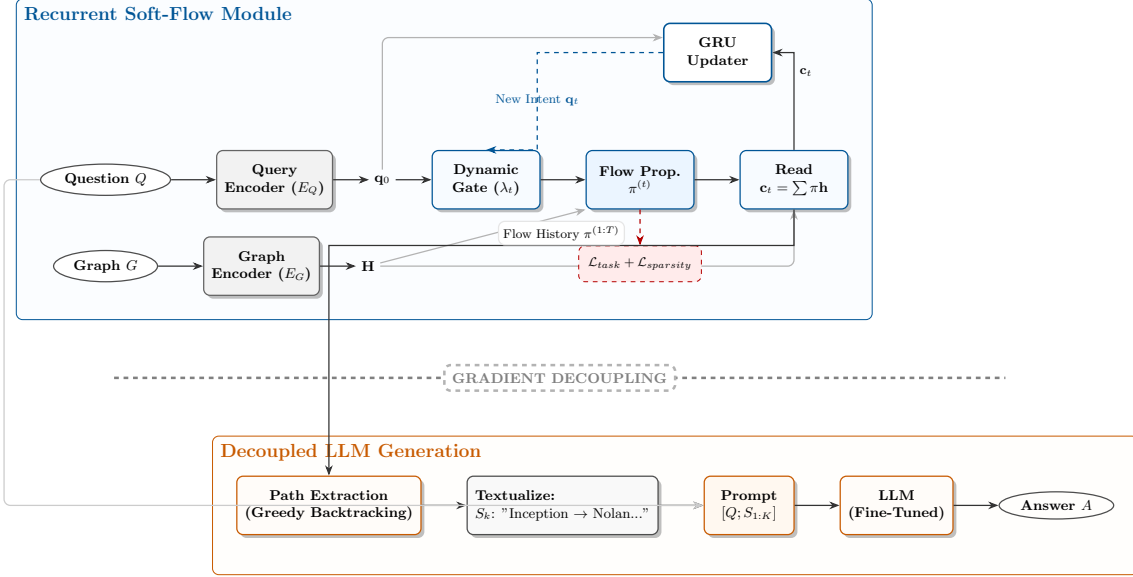 Recurrent Soft-Flow Module
GRU
Updater
c_t
New Intent q_t
Question Q
Query
Encoder (E_Q)
q_0
Dynamic
Gate (λ_t)
Flow Prop.
π^(t)
Read
c_t = ∑ πh
Flow History π^(1:T)
Graph G
Graph
Encoder (E_G)
H
ℒ_task + ℒ_sparsity
GRADIENT DECOUPLING
Decoupled LLM Generation
Path Extraction
(Greedy Backtracking)
Textualize:
S_k: ”Inception → Nolan...”
Prompt
[Q; S_1:K]
LLM
(Fine-Tuned)
Answer A